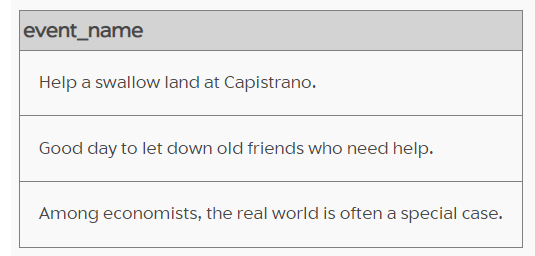 event_name
Help a swallow land at Capistrano.
Good day to let down old friends who need help.
Among economists, the real world is often a special case.